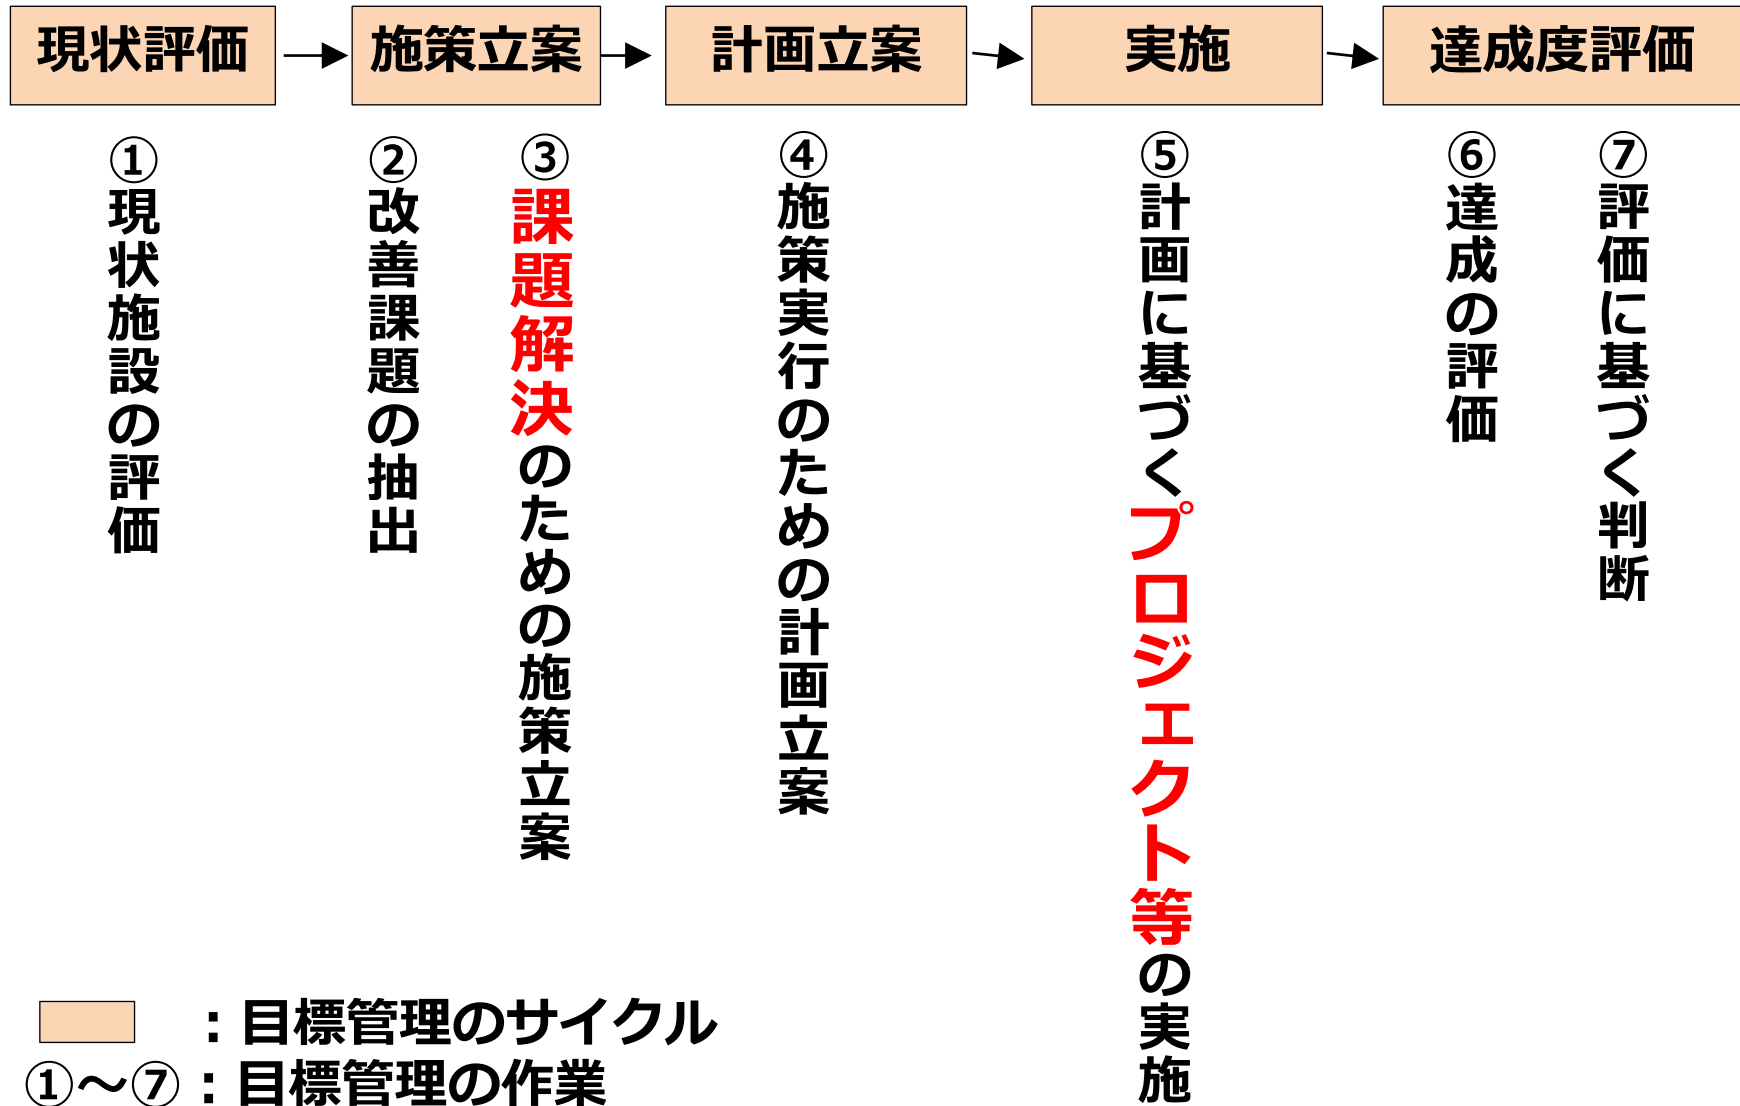 現状評価
施策立案
計画立案
実施
達成度評価
①現状施設の評価
②改善課題の抽出
③課題解決のための施策立案
④施策実行のための計画立案
⑤計画に基づくプロジェクト等の実施
⑥達成の評価
⑦評価に基づく判断
：目標管理のサイクル
①～⑦：目標管理の作業